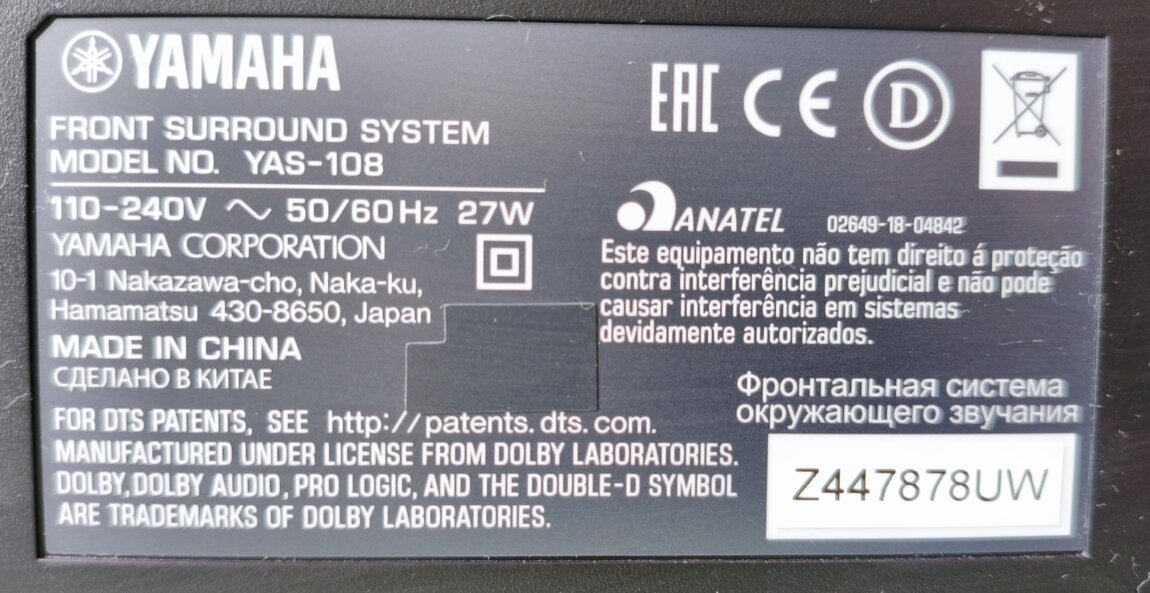 YAMAHA
FRONT SURROUND SYSTEM
MODEL NO. YAS-108
110-240V ~ 50/60Hz 27W
YAMAHA CORPORATION
10-1 Nakazawa-cho, Naka-ku,
Hamamatsu 430-8650, Japan
MADE IN CHINA
СДЕЛАНО В КИТАЕ
FOR DTS PATENTS, SEE http://patents.dts.com.
MANUFACTURED UNDER LICENSE FROM DOLBY LABORATORIES.
DOLBY, DOLBY AUDIO, PRO LOGIC, AND THE DOUBLE-D SYMBOL
ARE TRADEMARKS OF DOLBY LABORATORIES.
EAC CE D
ANATEL 02649-18-04842
Este equipamento não tem direito á proteção
contra interferência prejudicial e não pode
causar interferência em sistemas
devidamente autorizados.
Фронтальная система
окружающего звучания
Z447878UW